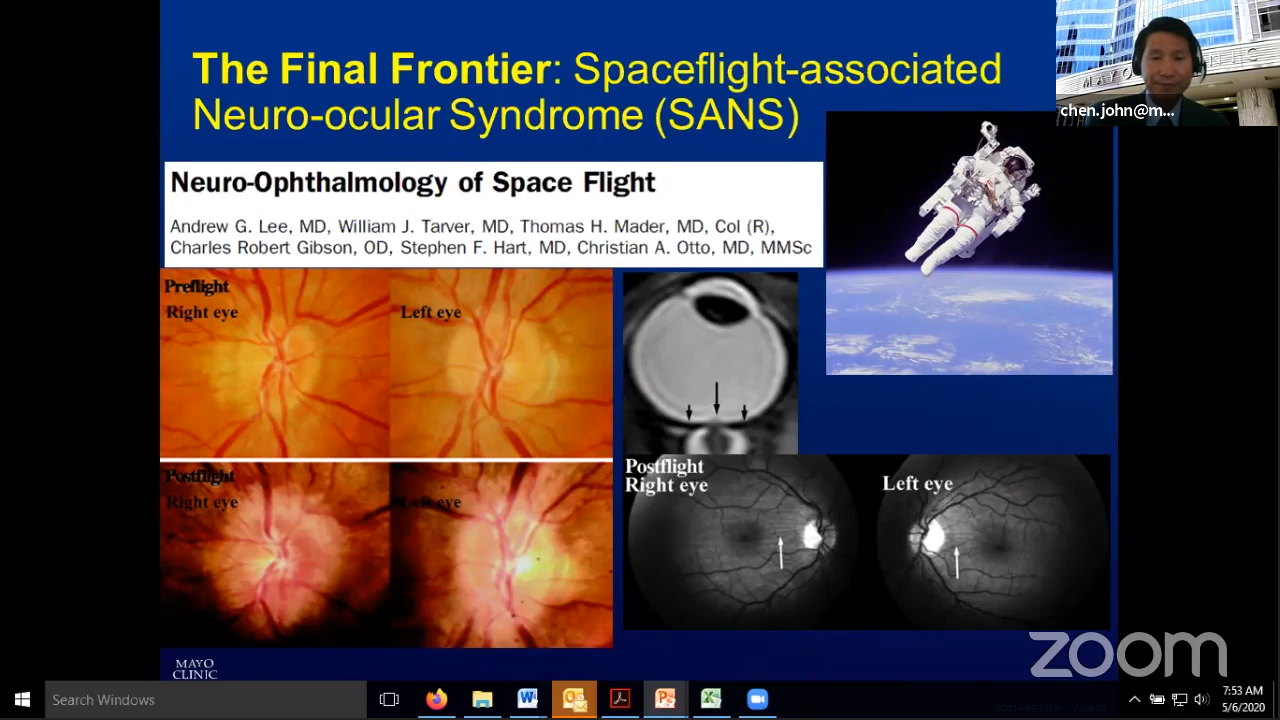 The Final Frontier: Spaceflight-associated
Neuro-ocular Syndrome (SANS)
chen.john@m...
Neuro-Ophthalmology of Space Flight
Andrew G. Lee, MD, William J. Tarver, MD, Thomas H. Mader, MD, Col (R),
Charles Robert Gibson, OD, Stephen F. Hart, MD, Christian A. Otto, MD, MMSc
Preflight
Right eye
Left eye
Postflight
Right eye
Left eye
Postflight
Right eye
Left eye
MAYO
CLINIC
zoom
Search Windows
7:53 AM
5/6/2020